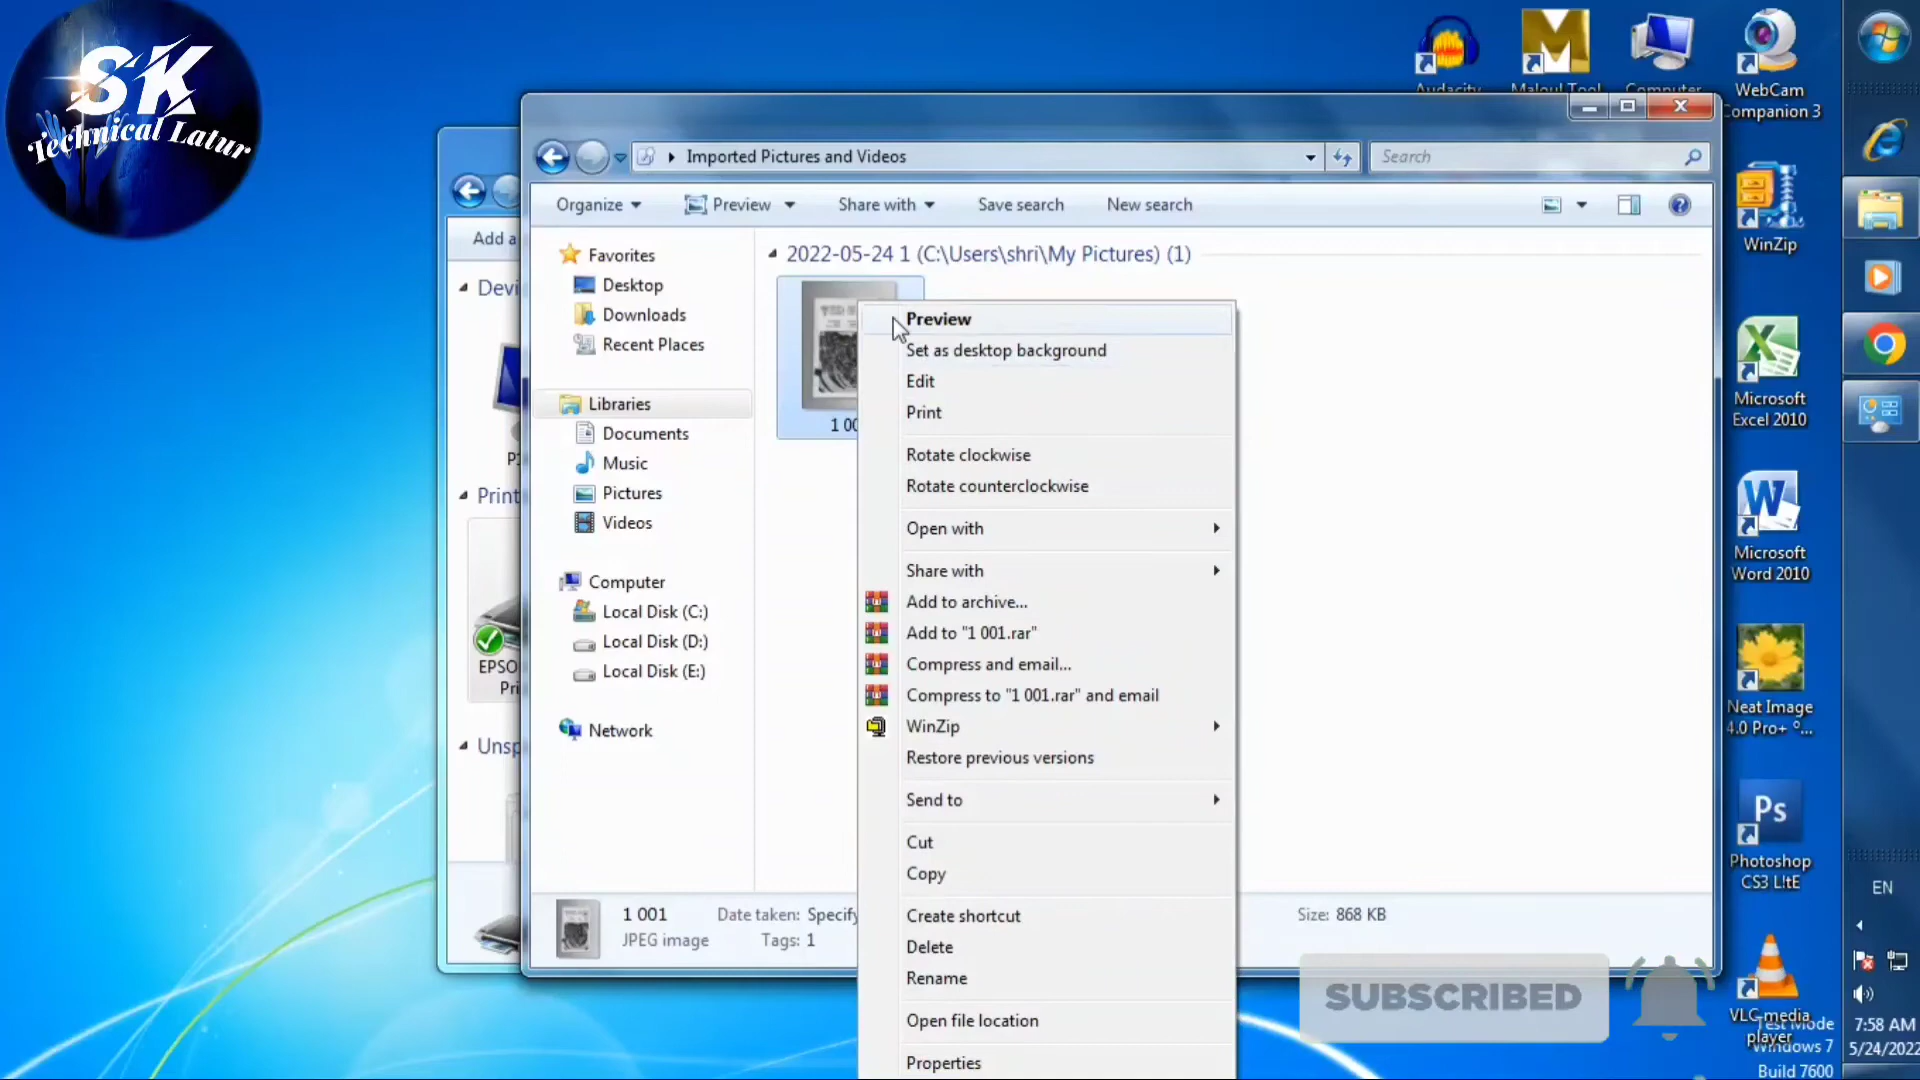 SK
Technical Latur
Audacity
Maloul Tool
Computer
WebCam
Companion 3
Imported Pictures and Videos
Search
Organize
Preview
Share with
Save search
New search
Add a
Favorites
Desktop
Downloads
Recent Places
Libraries
Documents
Music
Pictures
Videos
Computer
Local Disk (C:)
Local Disk (D:)
Local Disk (E:)
Network
2022-05-24 1 (C:\Users\shri\My Pictures) (1)
1 00
Preview
Set as desktop background
Edit
Print
Rotate clockwise
Rotate counterclockwise
Open with
Share with
Add to archive...
Add to "1 001.rar"
Compress and email...
Compress to "1 001.rar" and email
WinZip
Restore previous versions
Send to
Cut
Copy
Create shortcut
Delete
Rename
Open file location
Properties
1 001
JPEG image
Date taken: Specify
Tags: 1
Size: 868 KB
Devi
P1
Print
EPSO
Pri
Unsp
WinZip
Microsoft
Excel 2010
W
Microsoft
Word 2010
Neat Image
4.0 Pro+ °...
Ps
Photoshop
CS3 L!tE
VLC media
player
SUBSCRIBED
Test Mode
Windows 7
Build 7600
EN
7:58 AM
5/24/2022